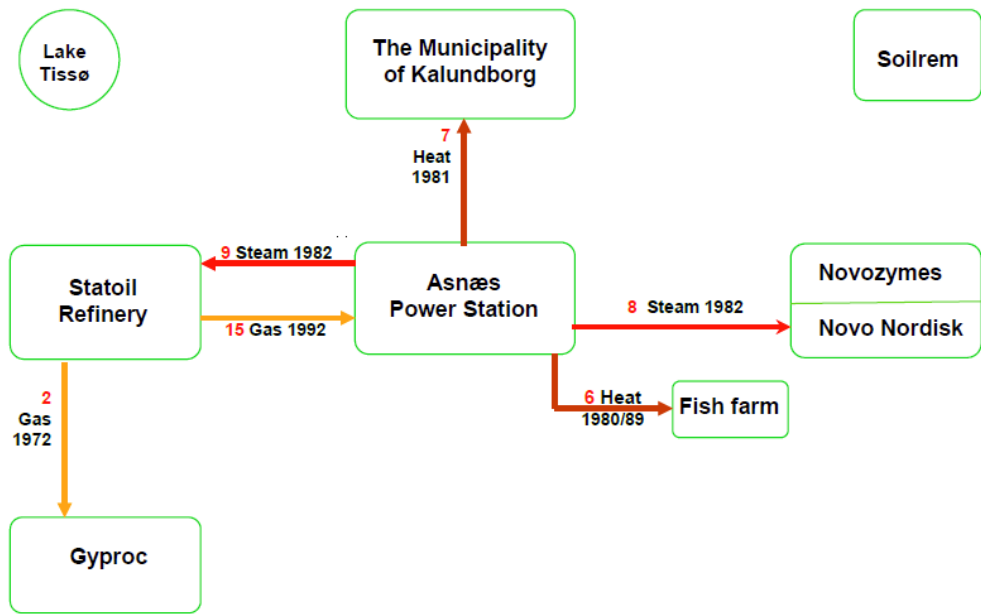 Lake
Tissø
The Municipality
of Kalundborg
Soilrem
7
Heat
1981
9 Steam 1982
Statoil
Refinery
15 Gas 1992
Asnæs
Power Station
8 Steam 1982
Novozymes
Novo Nordisk
2
Gas
1972
6 Heat
1980/89
Fish farm
Gyproc